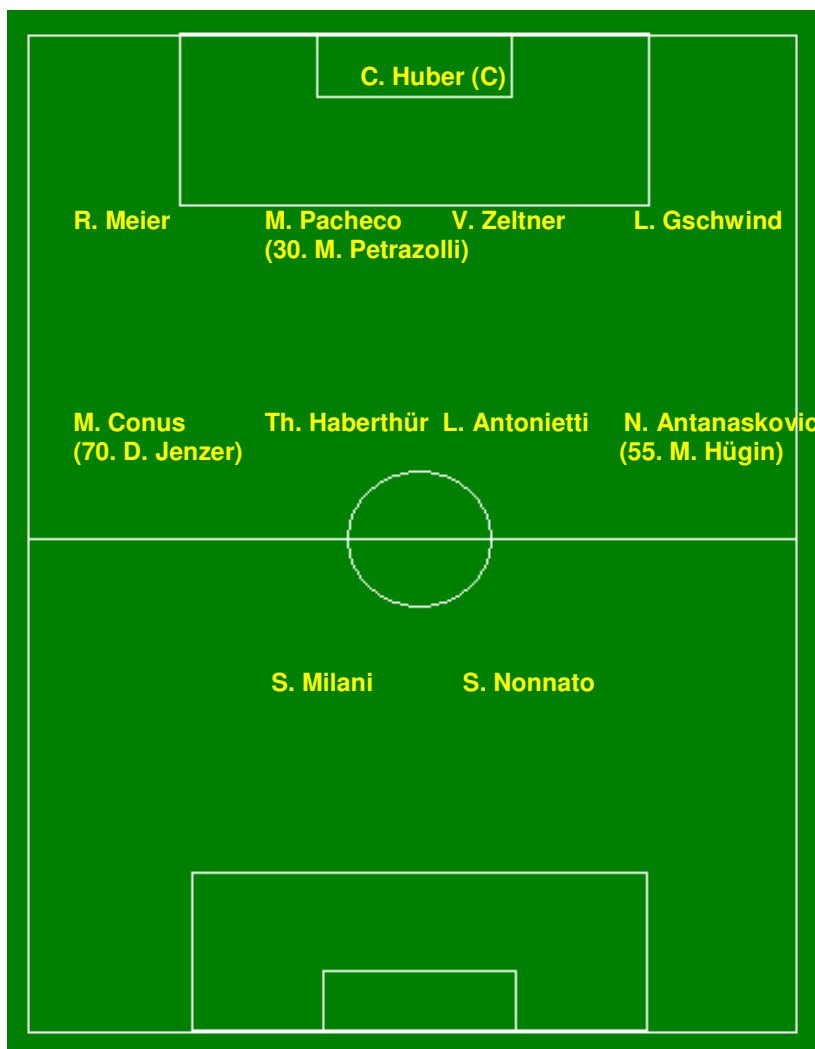 C. Huber (C)
R. Meier M. Pacheco V. Zeltner L. Gschwind
(30. M. Petrazolli)
M. Conus Th. Haberthür L. Antonietti N. Antanaskovic
(70. D. Jenzer) (55. M. Hügin)
S. Milani S. Nonnato